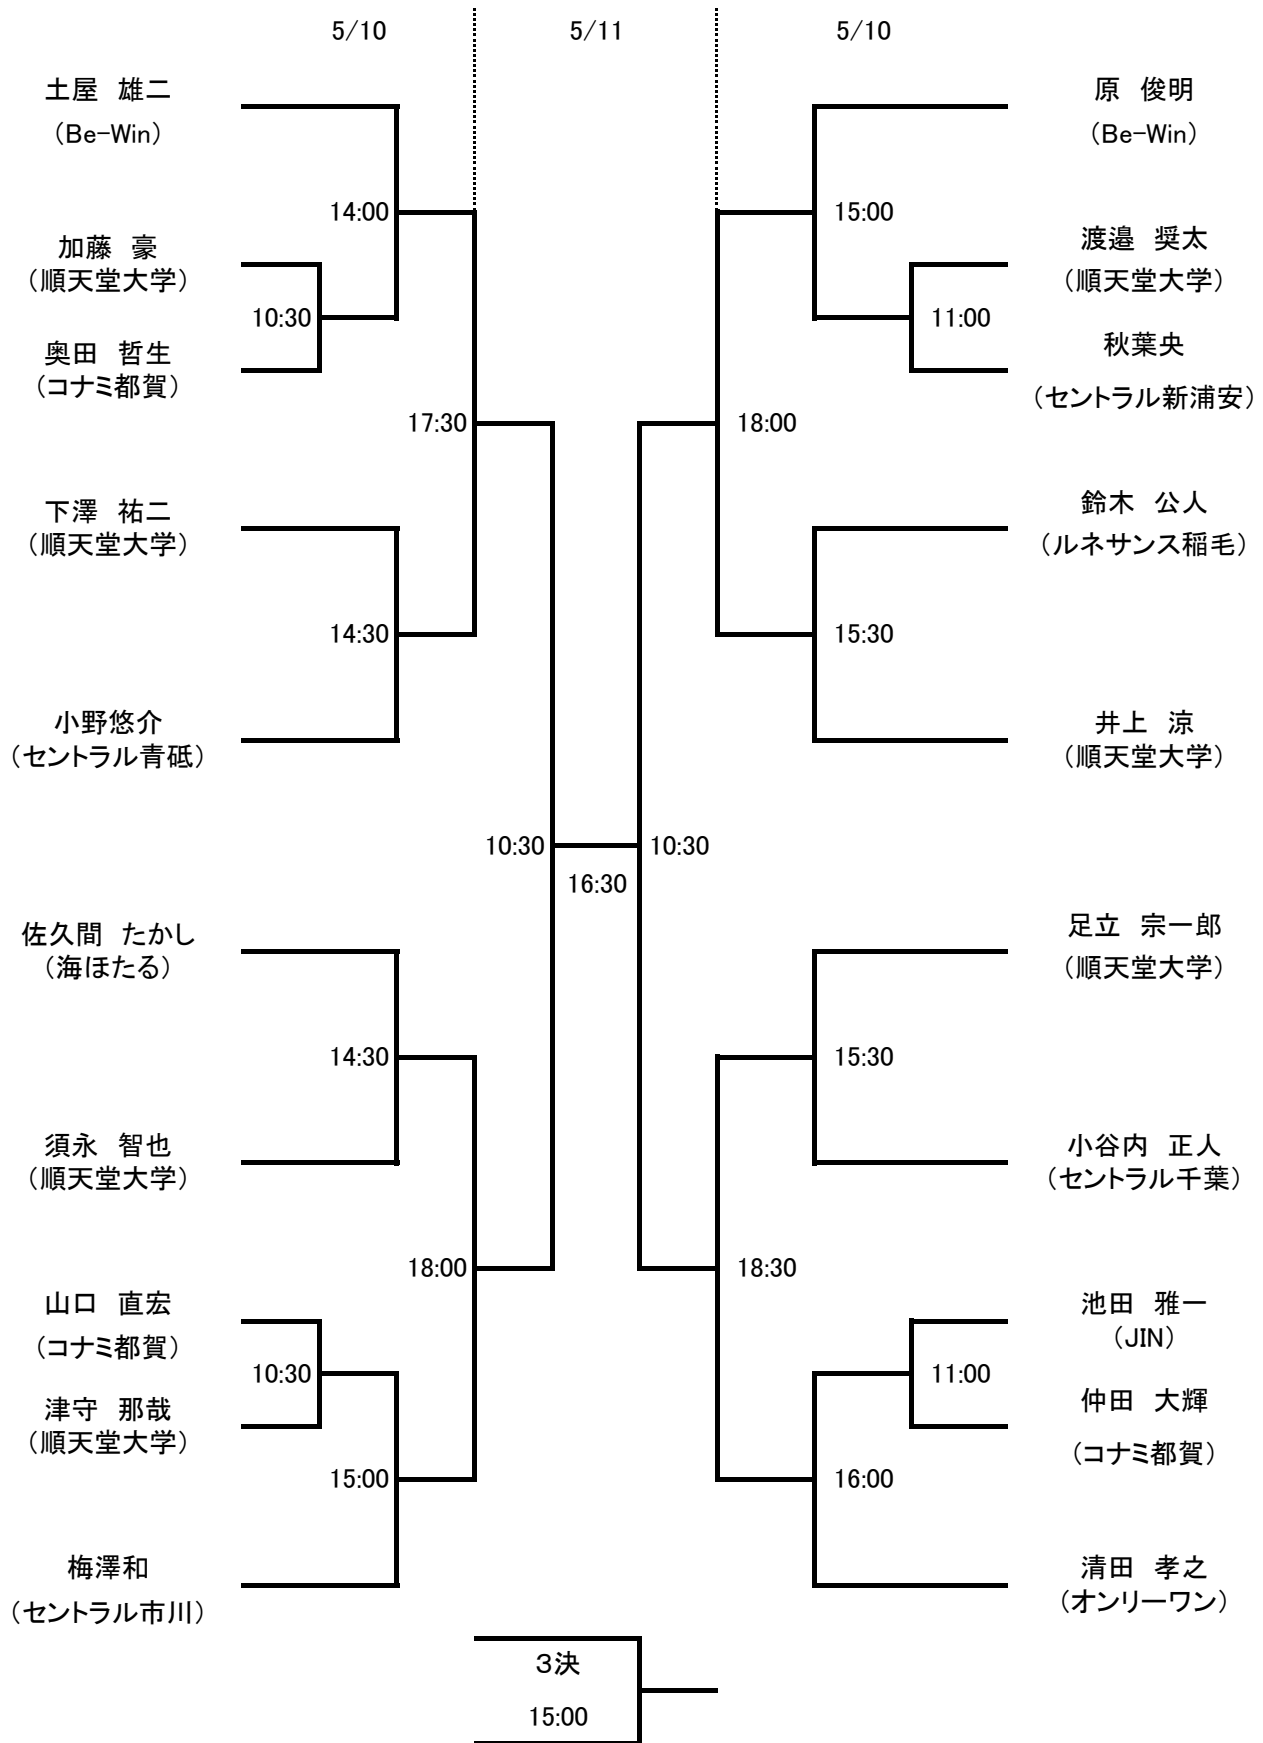 5/10
5/11
5/10
土屋　雄二
（Be-Win）
14:00
加藤　豪
（順天堂大学）
10:30
奥田　哲生
（コナミ都賀）
17:30
下澤　祐二
（順天堂大学）
14:30
小野悠介
（セントラル青砥）
10:30
佐久間　たかし
（海ほたる）
14:30
須永　智也
（順天堂大学）
18:00
山口　直宏
（コナミ都賀）
10:30
津守　那哉
（順天堂大学）
15:00
梅澤和
（セントラル市川）
16:30
原　俊明
（Be-Win）
15:00
渡邉　奨太
（順天堂大学）
11:00
秋葉央
（セントラル新浦安）
18:00
鈴木　公人
（ルネサンス稲毛）
15:30
井上　涼
（順天堂大学）
10:30
足立　宗一郎
（順天堂大学）
15:30
小谷内　正人
（セントラル千葉）
18:30
池田　雅一
（JIN）
11:00
仲田　大輝
（コナミ都賀）
16:00
清田　孝之
（オンリーワン）
３決
15:00